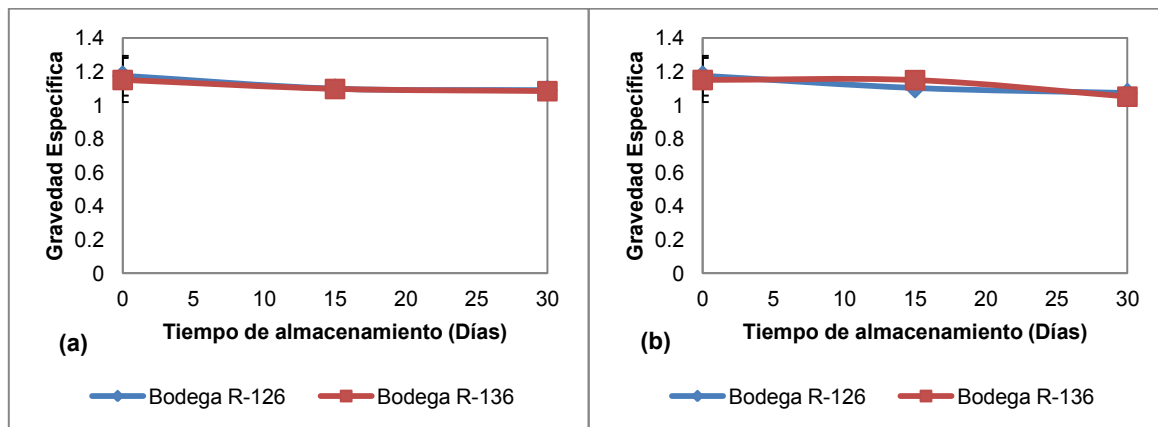 1.4
1.2
1
0.8
0.6
0.4
0.2
0
Gravedad Específica
0 5 10 15 20 25 30
Tiempo de almacenamiento (Días)
(a)
Bodega R-126 Bodega R-136
1.4
1.2
1
0.8
0.6
0.4
0.2
0
Gravedad Específica
0 5 10 15 20 25 30
Tiempo de almacenamiento (Días)
(b)
Bodega R-126 Bodega R-136